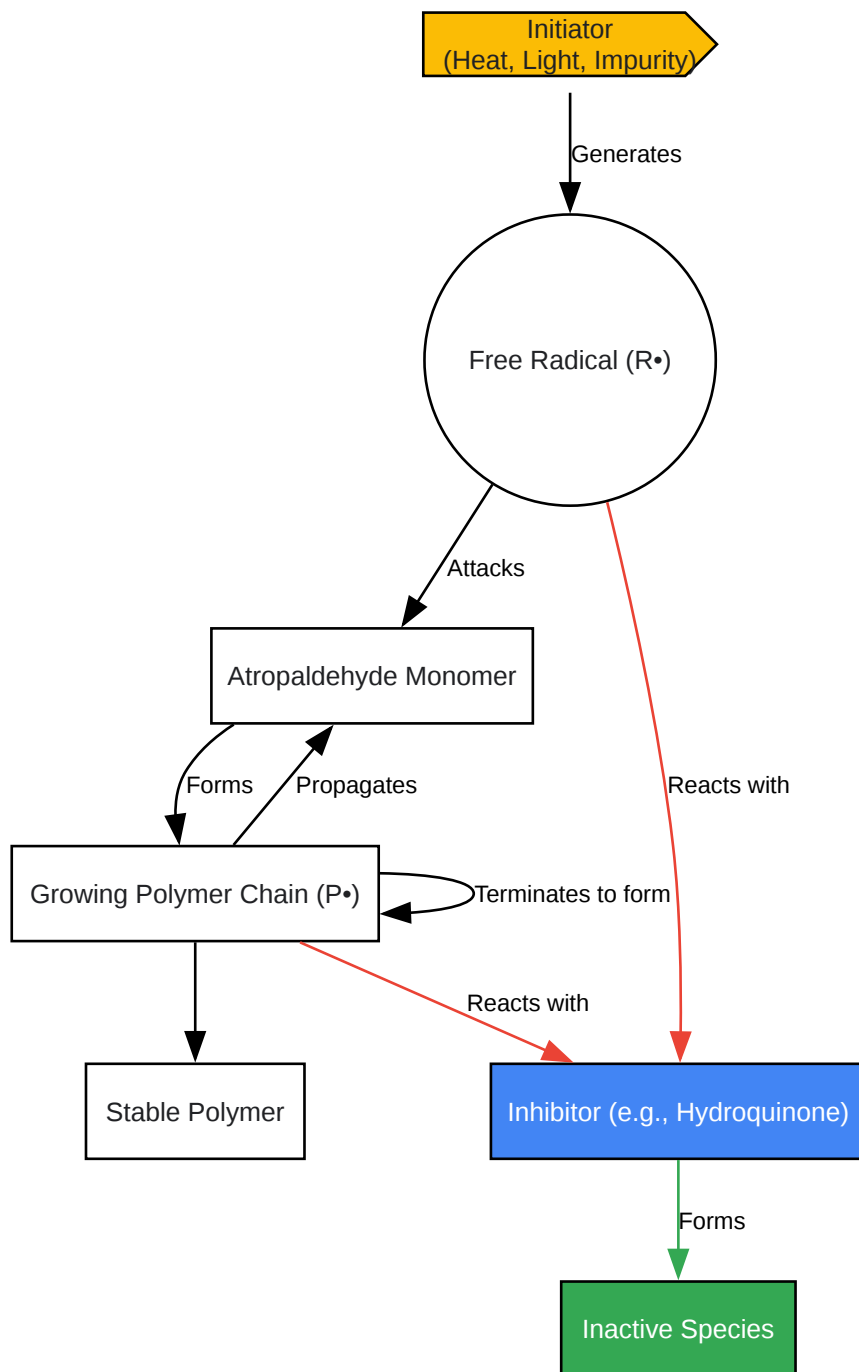 Initiator
(Heat, Light, Impurity)
Generates
Free Radical (R•)
Attacks
Atropaldehyde Monomer
Reacts with
Forms
Propagates
Growing Polymer Chain (P•)
Terminates to form
Reacts with
Stable Polymer
Inhibitor (e.g., Hydroquinone)
Forms
Inactive Species